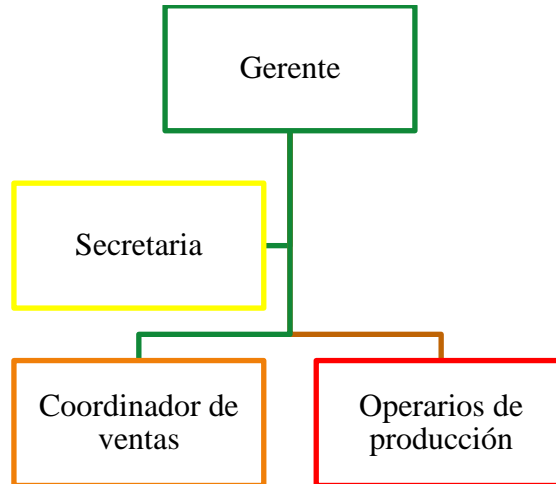 Gerente
Secretaria
Coordinador de
ventas
Operarios de
producción